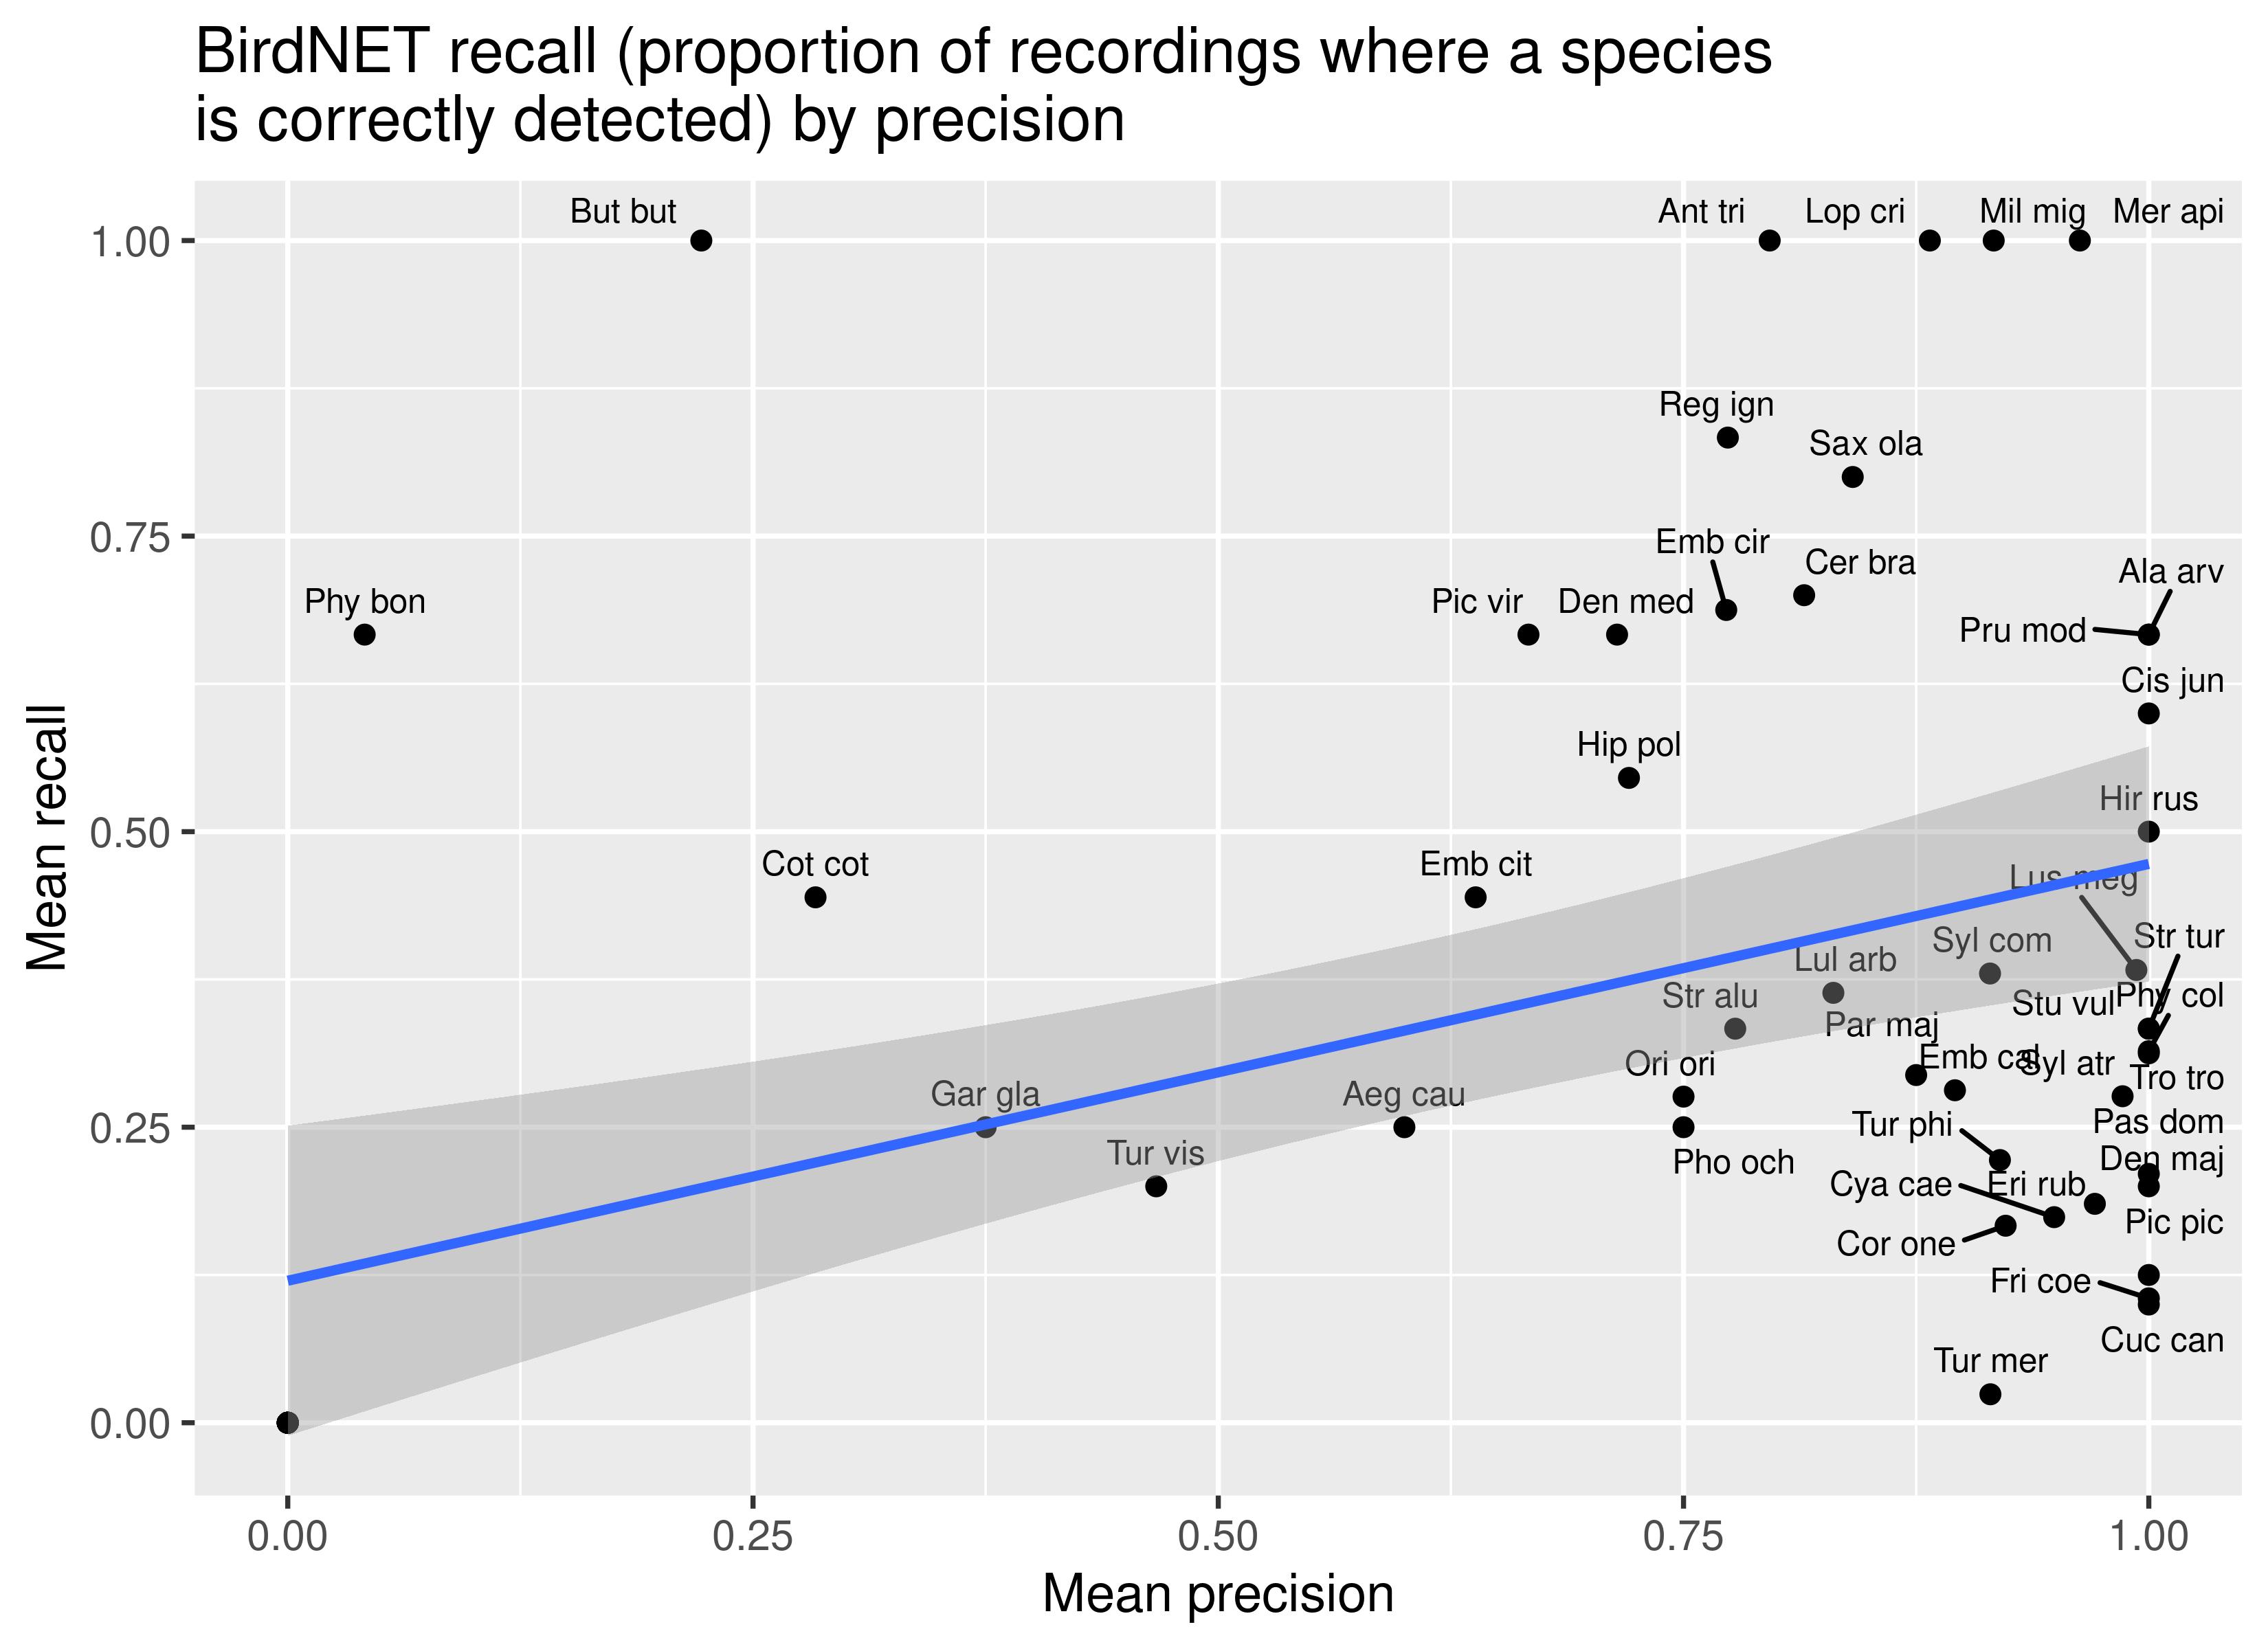 BirdNET recall (proportion of recordings where a species
is correctly detected) by precision
But but
Ant tri
Lop cri
Mil mig
Mer api
1.00
Reg ign
Sax ola
0.75
Emb cir
Cer bra
Ala arv
Phy bon
Pic vir
Den med
Pru mod
Cis jun
Hip pol
Hir rus
0.50
Cot cot
Emb cit
Lus meg
Str tur
Syl com
Lul arb
Str alu
Stu vul
Phy col
Par maj
Emb cal
Ori ori
Syl atr
Tro tro
Gar gla
Aeg cau
0.25
Tur phi
Pas dom
Tur vis
Pho och
Den maj
Cya cae
Eri rub
Pic pic
Cor one
Fri coe
Cuc can
Tur mer
0.00
Mean recall
0.00
0.25
0.50
0.75
1.00
Mean precision